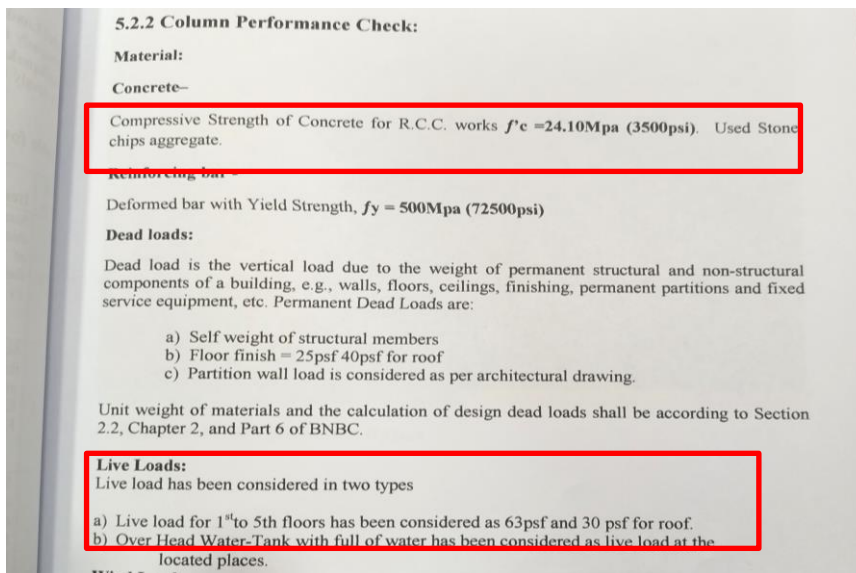 5.2.2 Column Performance Check:
Material:
Concrete–
Compressive Strength of Concrete for R.C.C. works f'c =24.10Mpa (3500psi). Used Stone
chips aggregate.
Reinforcing bar -
Deformed bar with Yield Strength, fy = 500Mpa (72500psi)
Dead loads:
Dead load is the vertical load due to the weight of permanent structural and non-structural
components of a building, e.g., walls, floors, ceilings, finishing, permanent partitions and fixed
service equipment, etc. Permanent Dead Loads are:
a) Self weight of structural members
b) Floor finish = 25psf 40psf for roof
c) Partition wall load is considered as per architectural drawing.
Unit weight of materials and the calculation of design dead loads shall be according to Section
2.2, Chapter 2, and Part 6 of BNBC.
Live Loads:
Live load has been considered in two types
a) Live load for 1st to 5th floors has been considered as 63psf and 30 psf for roof.
b) Over Head Water-Tank with full of water has been considered as live load at the
located places.